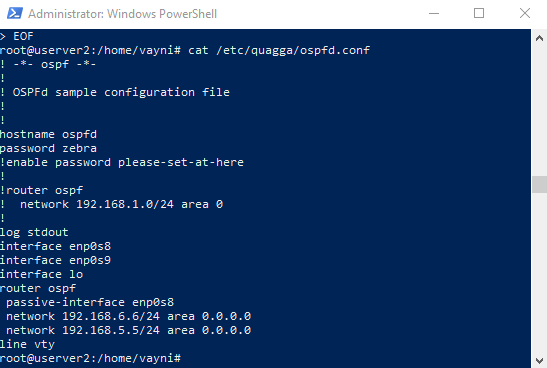 Administrator: Windows PowerShell
> EOF
root@userver2:/home/vayni# cat /etc/quagga/ospfd.conf
! -*- ospf -*-
!
! OSPFd sample configuration file
!
!
hostname ospfd
password zebra
!enable password please-set-at-here
!
!router ospf
!  network 192.168.1.0/24 area 0
!
log stdout
interface enp0s8
interface enp0s9
interface lo
router ospf
 passive-interface enp0s8
 network 192.168.6.6/24 area 0.0.0.0
 network 192.168.5.5/24 area 0.0.0.0
line vty
root@userver2:/home/vayni#